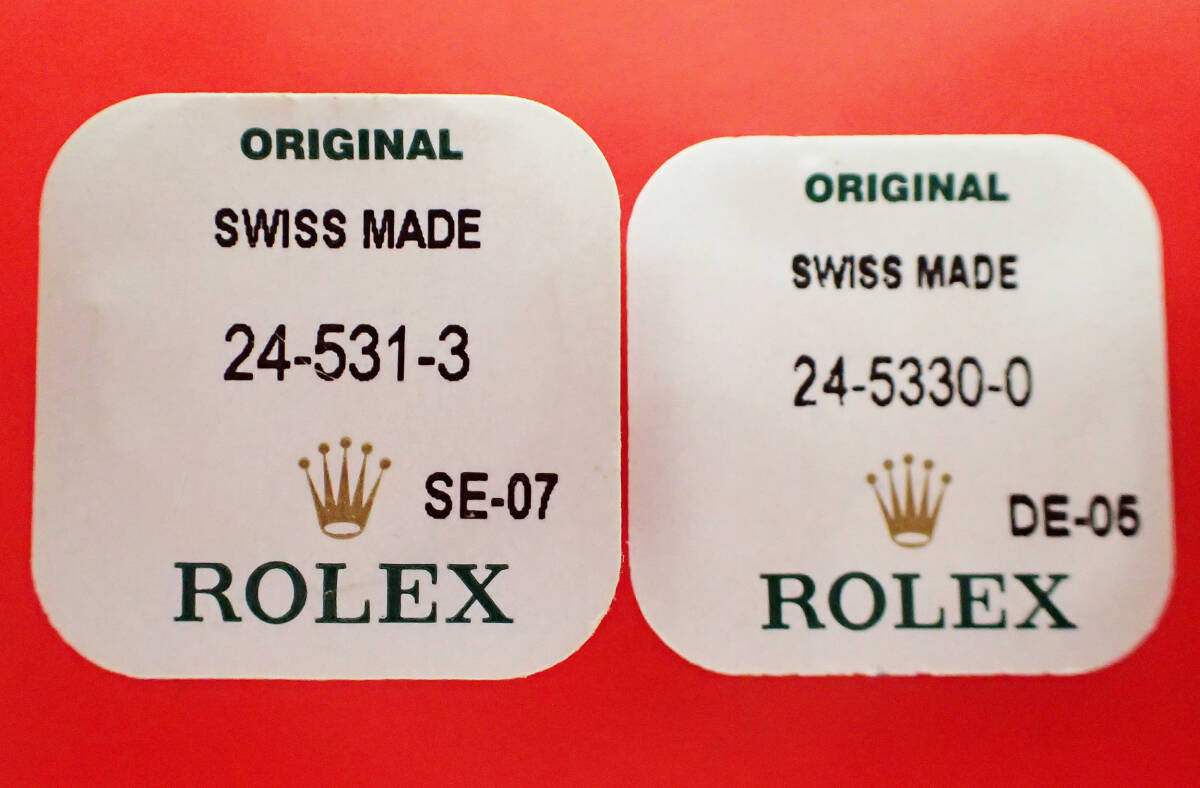 ORIGINAL
SWISS MADE
24-531-3
SE-07
ROLEX
ORIGINAL
SWISS MADE
24-5330-0
DE-05
ROLEX